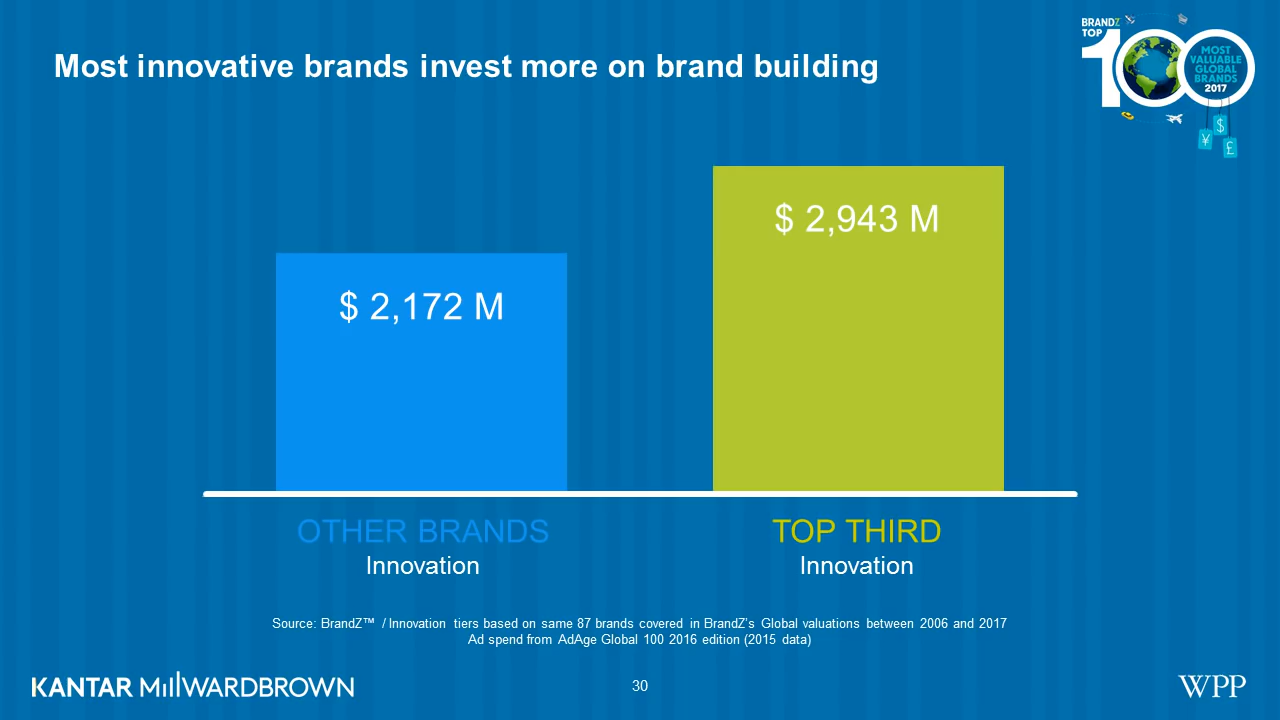 Most innovative brands invest more on brand building
BRANDZ
TOP
100
MOST
VALUABLE
GLOBAL
BRANDS
2017
¥ $ £
$ 2,943 M
$ 2,172 M
OTHER BRANDS
Innovation
TOP THIRD
Innovation
Source: BrandZ™ / Innovation tiers based on same 87 brands covered in BrandZ's Global valuations between 2006 and 2017
Ad spend from AdAge Global 100 2016 edition (2015 data)
KANTAR MillWARDBROWN
30
WPP